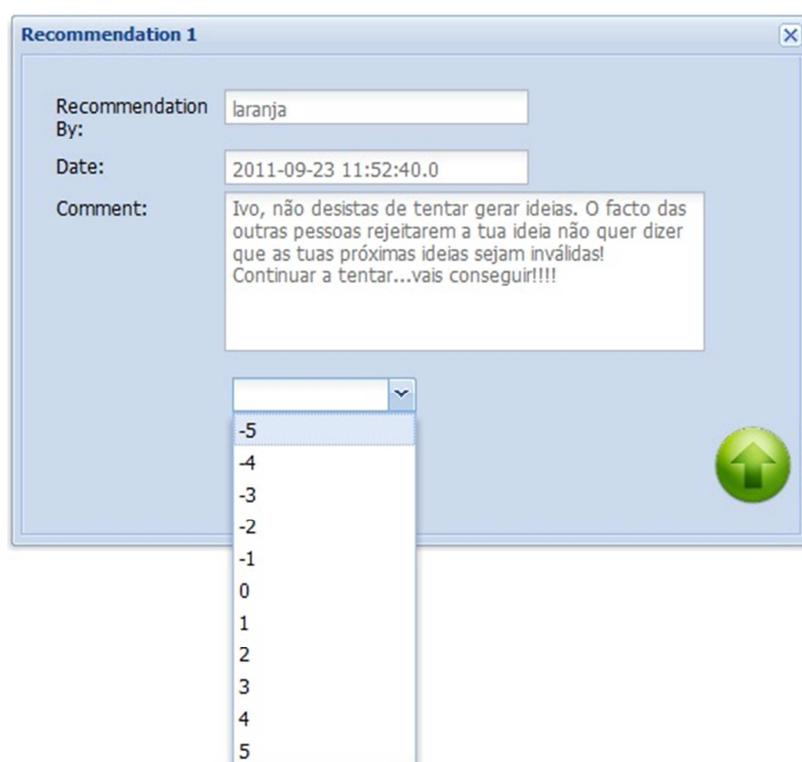 Recommendation 1
Recommendation
By:
laranja
Date:
2011-09-23 11:52:40.0
Comment:
Ivo, não desistas de tentar gerar ideias. O facto das
outras pessoas rejeitarem a tua ideia não quer dizer
que as tuas próximas ideias sejam inválidas!
Continuar a tentar...vais conseguir!!!!
-5
-4
-3
-2
-1
0
1
2
3
4
5